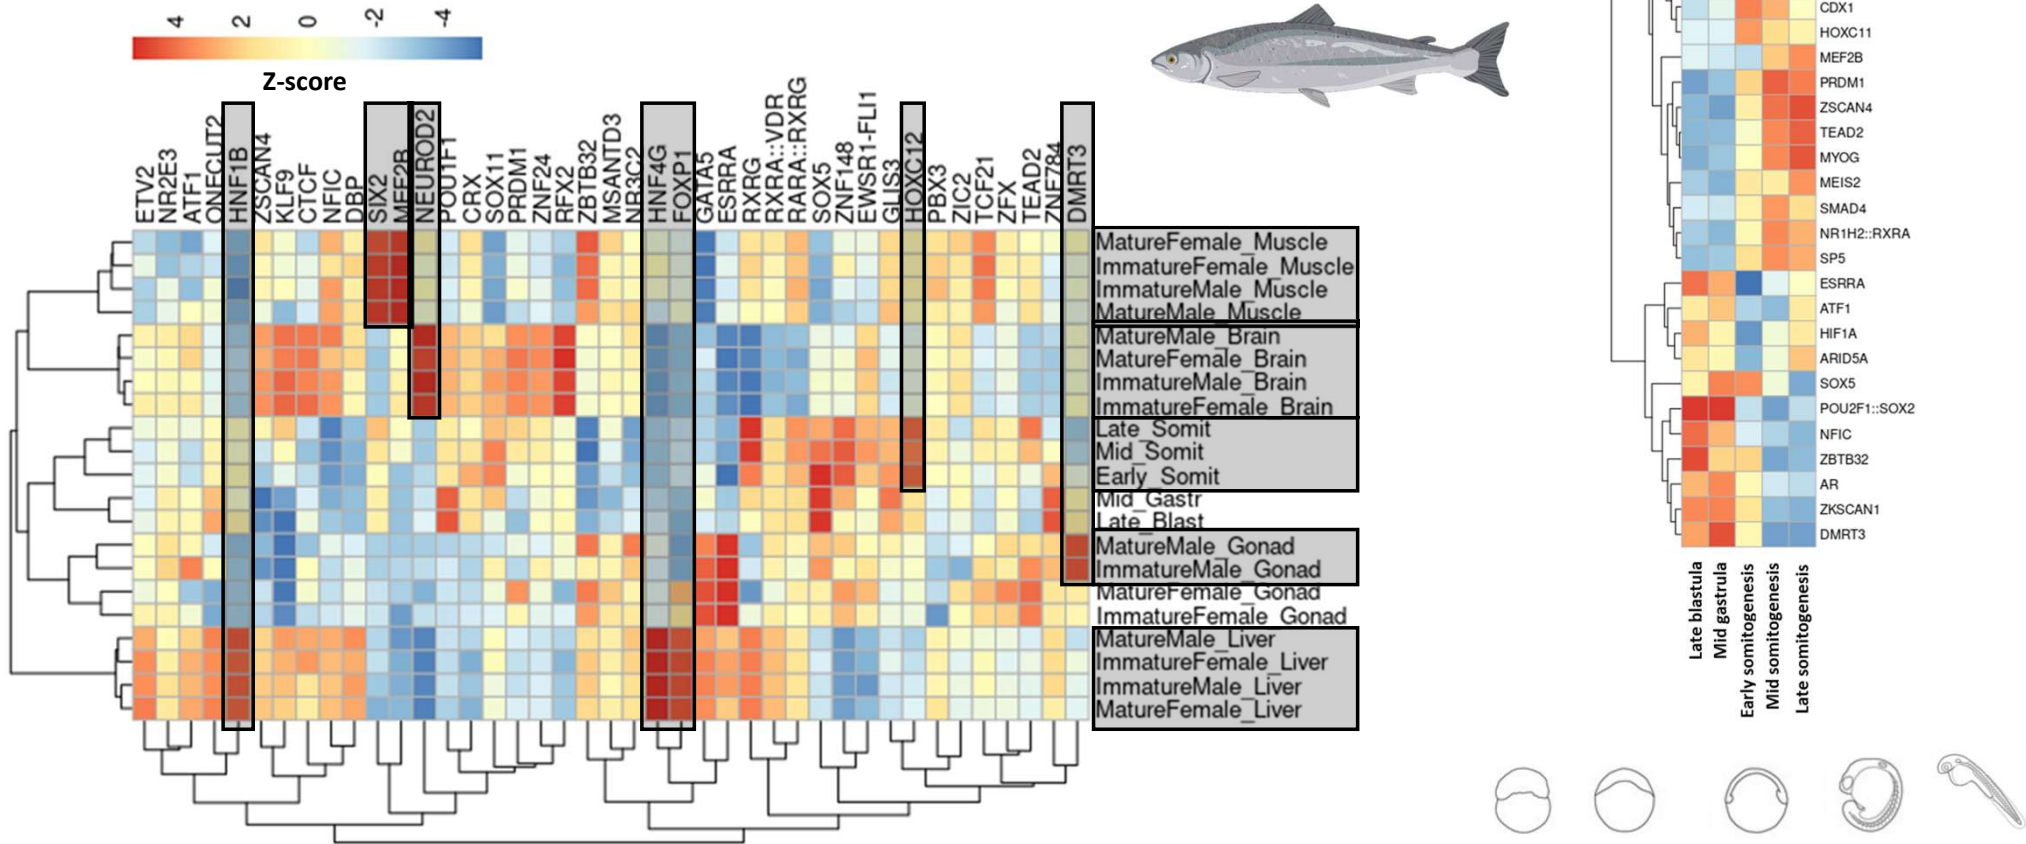 4 2 0 -2 -4
Z-score
ETV2
NR2E3
ATF1
ONECUT2
HNF1B
ZSCAN4
KLF9
CTCF
NFIC
DBP
SIX2
MEF2B
NEUROD2
POU1F1
CRX
SOX11
PRDM1
ZNF24
RFX2
ZBTB32
MSANTD3
NR3C2
HNF4G
FOXP1
GATA5
ESRRA
RXRG
RXRA::VDR
RARA::RXRG
SOX5
ZNF148
EWSR1-FLI1
GLIS3
HOXC12
PBX3
ZIC2
TCF21
ZFX
TEAD2
ZNF784
DMRT3
MatureFemale_Muscle
ImmatureFemale_Muscle
ImmatureMale_Muscle
MatureMale_Muscle
MatureMale_Brain
MatureFemale_Brain
ImmatureMale_Brain
ImmatureFemale_Brain
Late_Somit
Mid_Somit
Early_Somit
Mid_Gastr
Late_Blast
MatureMale_Gonad
ImmatureMale_Gonad
MatureFemale_Gonad
ImmatureFemale_Gonad
MatureMale_Liver
ImmatureFemale_Liver
ImmatureMale_Liver
MatureFemale_Liver
CDX1
HOXC11
MEF2B
PRDM1
ZSCAN4
TEAD2
MYOG
MEIS2
SMAD4
NR1H2::RXRA
SP5
ESRRA
ATF1
HIF1A
ARID5A
SOX5
POU2F1::SOX2
NFIC
ZBTB32
AR
ZKSCAN1
DMRT3
Late blastula
Mid gastrula
Early somitogenesis
Mid somitogenesis
Late somitogenesis